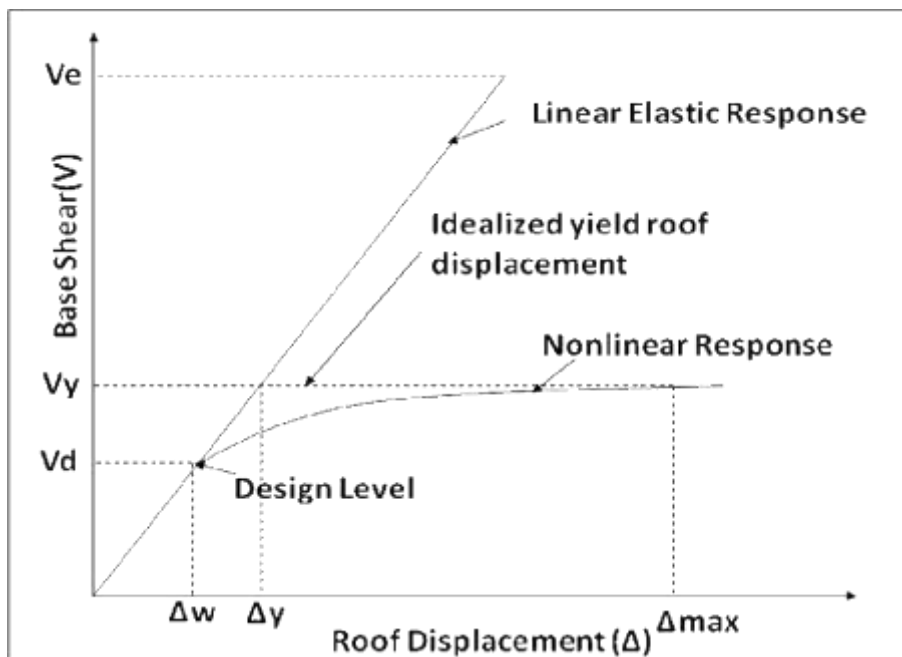 Ve
Linear Elastic Response
Idealized yield roof
displacement
Base Shear(V)
Nonlinear Response
Vy
Vd
Design Level
Δw
Δy
Δmax
Roof Displacement (Δ)